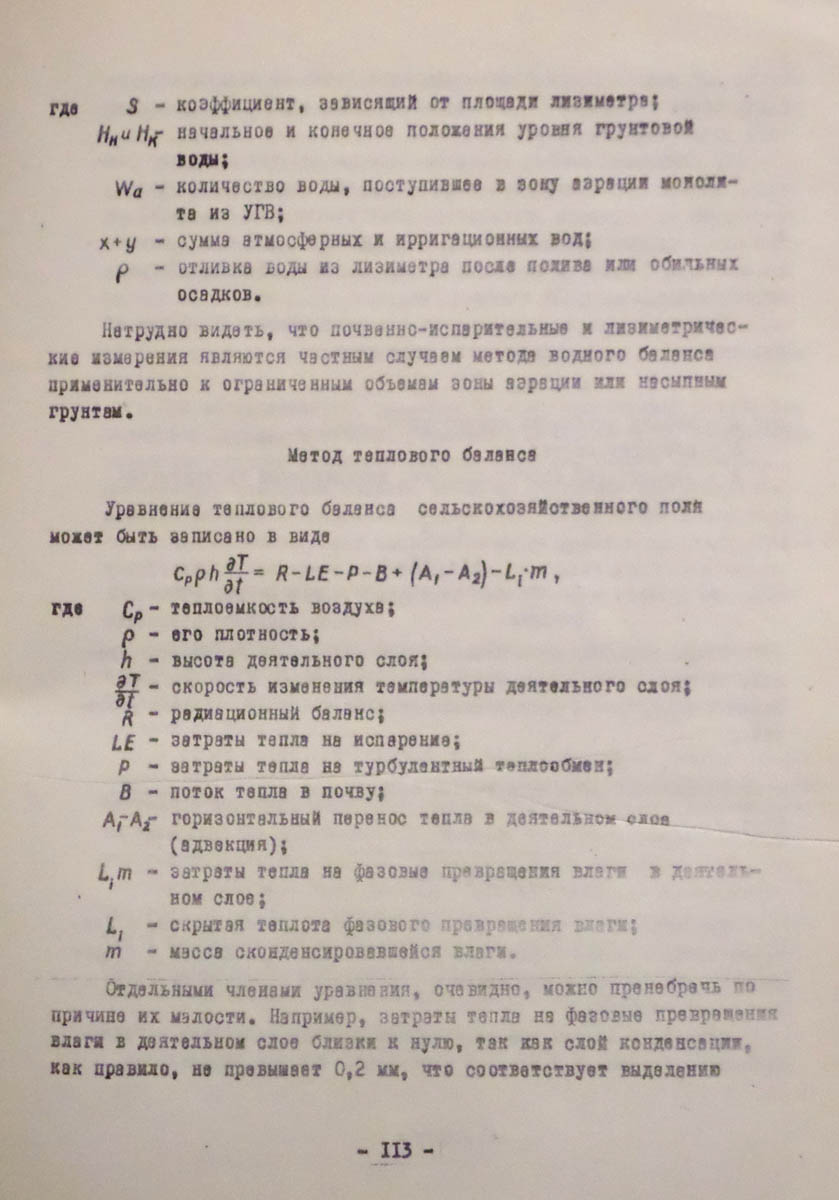 где S - коэффициент, зависящий от площади лизиметра;
Hн и Hк - начальное и конечное положения уровня грунтовой
воды;
Wa - количество воды, поступившее в зону аэрации моноли-
та из УГВ;
x+y - сумма атмосферных и ирригационных вод;
ρ - отливка воды из лизиметра после полива или обильных
осадков.
Нетрудно видеть, что почвенно-испарительные и лизиметричес-
кие измерения являются частным случаем метода водного баланса
применительно к ограниченным объемам зоны аэрации или насыпным
грунтам.
Метод теплового баланса
Уравнение теплового баланса сельскохозяйственного поля
может быть записано в виде
Cₚρh ∂T/∂t = R-LE-P-B+(A₁-A₂)-Lᵢ·m,
где Cₚ - теплоемкость воздуха;
ρ - его плотность;
h - высота деятельного слоя;
∂T/∂t - скорость изменения температуры деятельного слоя;
R - радиационный баланс;
LE - затраты тепла на испарение;
P - затраты тепла на турбулентный теплообмен;
B - поток тепла в почву;
A₁-A₂ - горизонтальный перенос тепла в деятельном слое
(адвекция);
Lᵢm - затраты тепла на фазовые превращения влаги в деятель-
ном слое;
Lᵢ - скрытая теплота фазового превращения влаги;
m - масса сконденсировавшейся влаги.
Отдельными членами уравнения, очевидно, можно пренебречь по
причине их малости. Например, затраты тепла на фазовые превращения
влаги в деятельном слое близки к нулю, так как слой конденсации,
как правило, не превышает 0,2 мм, что соответствует выделению
- 113 -